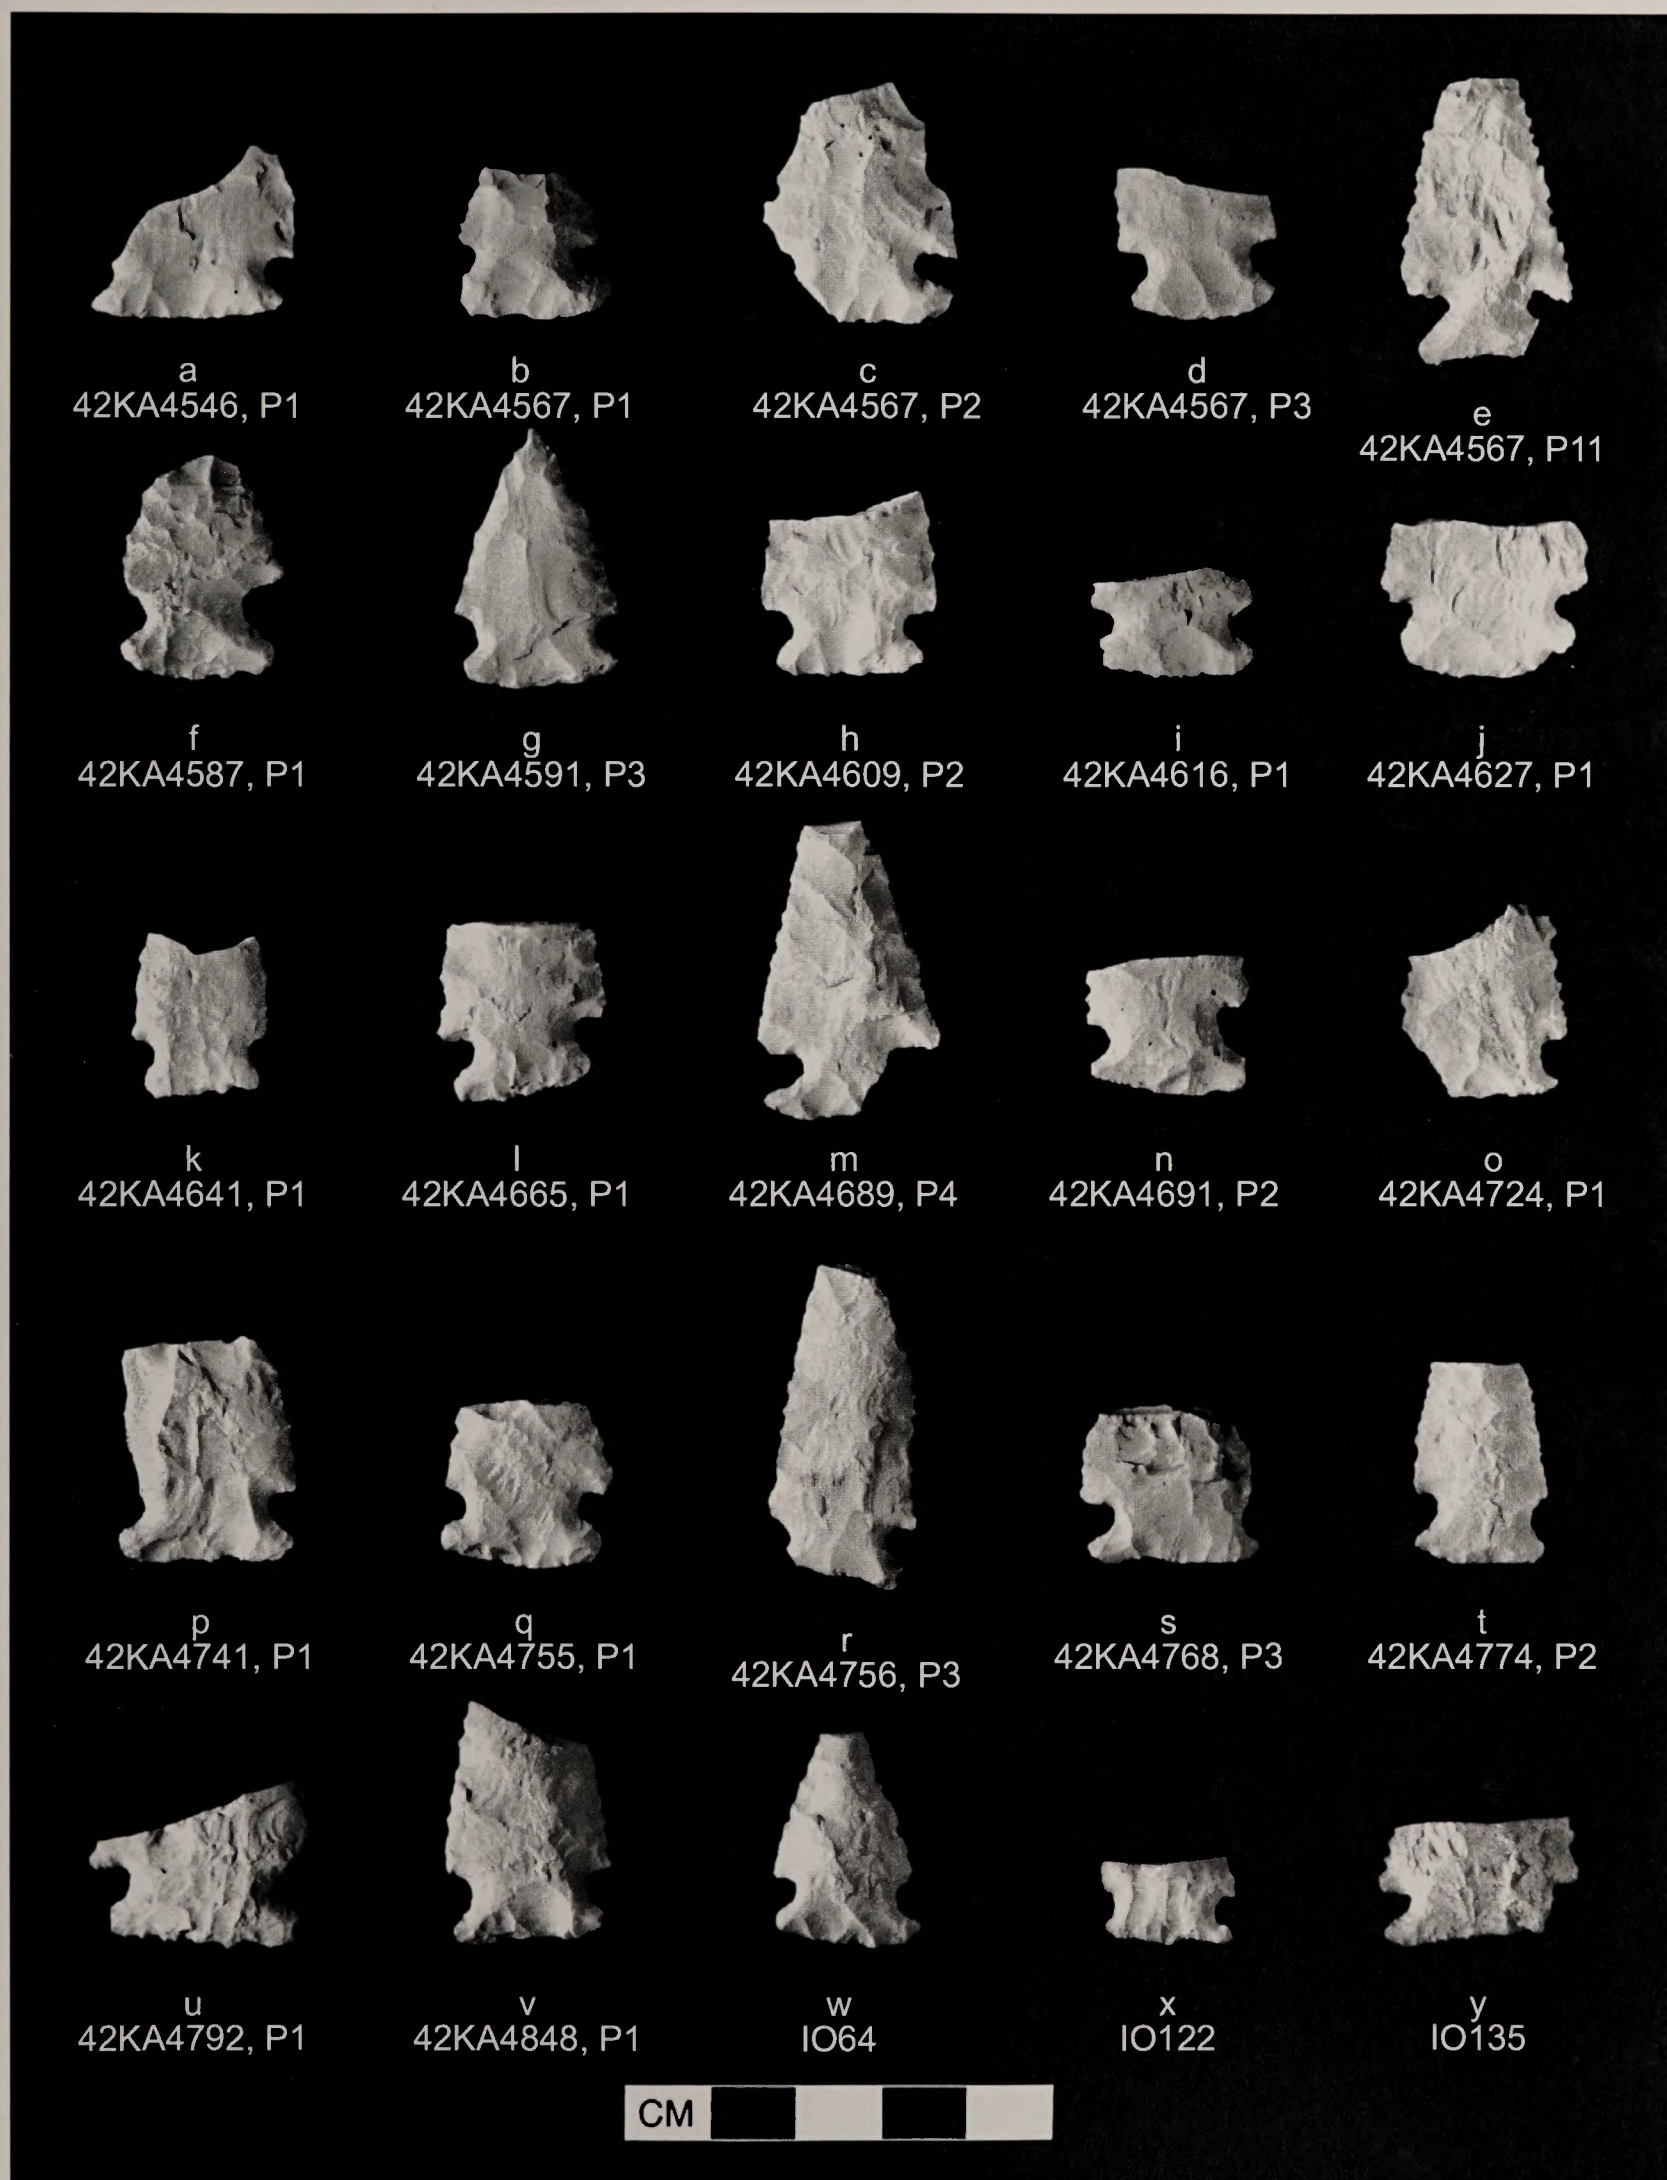 a
42KA4546, P1
b
42KA4567, P1
c
42KA4567, P2
d
42KA4567, P3
e
42KA4567, P11
f
42KA4587, P1
g
42KA4591, P3
h
42KA4609, P2
i
42KA4616, P1
j
42KA4627, P1
k
42KA4641, P1
l
42KA4665, P1
m
42KA4689, P4
n
42KA4691, P2
o
42KA4724, P1
p
42KA4741, P1
q
42KA4755, P1
r
42KA4756, P3
s
42KA4768, P3
t
42KA4774, P2
u
42KA4792, P1
v
42KA4848, P1
w
IO64
x
IO122
y
IO135
CM